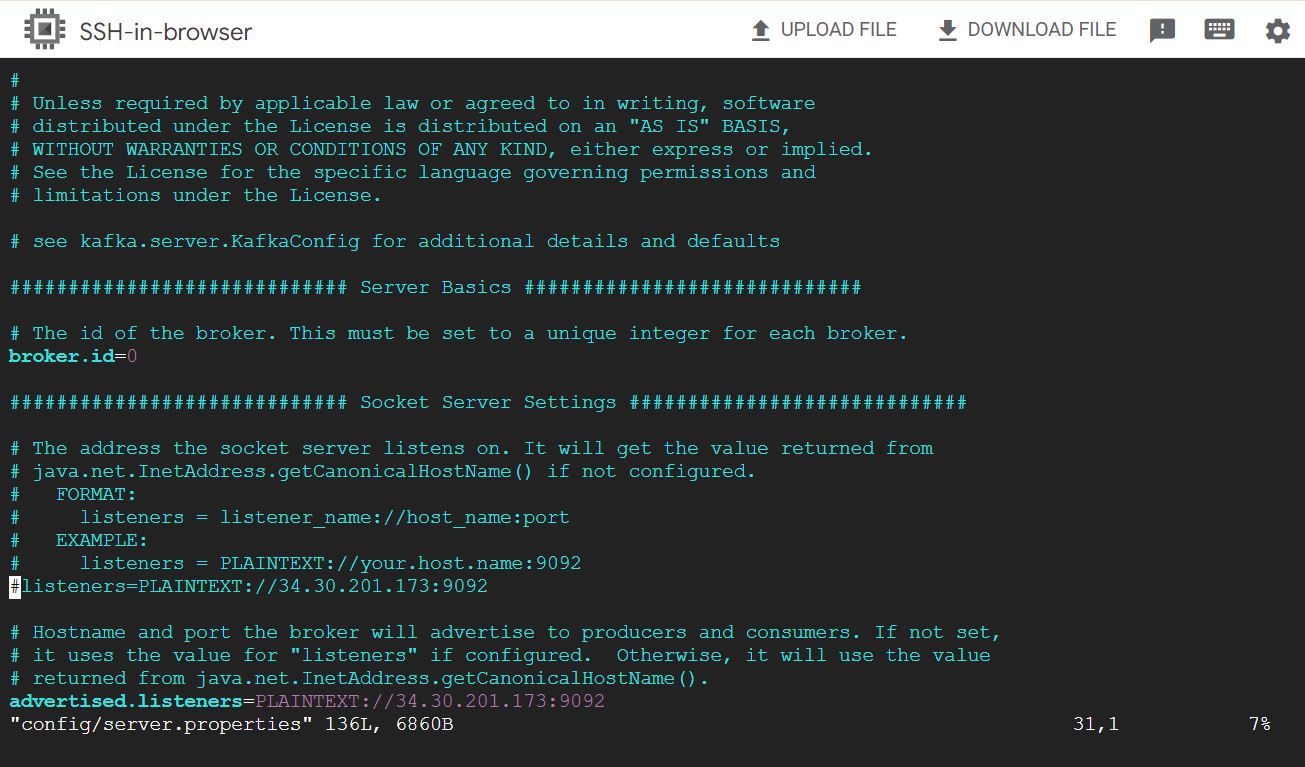 SSH-in-browser
UPLOAD FILE
DOWNLOAD FILE
#
# Unless required by applicable law or agreed to in writing, software
# distributed under the License is distributed on an "AS IS" BASIS,
# WITHOUT WARRANTIES OR CONDITIONS OF ANY KIND, either express or implied.
# See the License for the specific language governing permissions and
# limitations under the License.
# see kafka.server.KafkaConfig for additional details and defaults
############################# Server Basics #############################
# The id of the broker. This must be set to a unique integer for each broker.
broker.id=0
############################# Socket Server Settings #############################
# The address the socket server listens on. It will get the value returned from
# java.net.InetAddress.getCanonicalHostName() if not configured.
#   FORMAT:
#     listeners = listener_name://host_name:port
#   EXAMPLE:
#     listeners = PLAINTEXT://your.host.name:9092
#listeners=PLAINTEXT://34.30.201.173:9092
# Hostname and port the broker will advertise to producers and consumers. If not set,
# it uses the value for "listeners" if configured.  Otherwise, it will use the value
# returned from java.net.InetAddress.getCanonicalHostName().
advertised.listeners=PLAINTEXT://34.30.201.173:9092
"config/server.properties" 136L, 6860B 31,1 7%